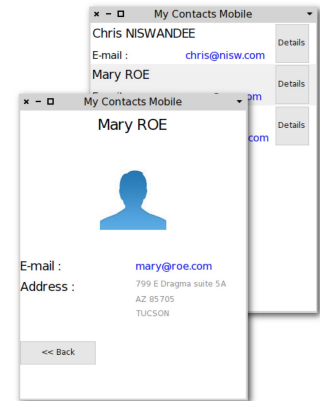 My Contacts Mobile
Chris NISWANDEE
Details
E-mail : chris@nisw.com
Mary ROE
Details
Details
com
My Contacts Mobile
Mary ROE
E-mail : mary@roe.com
Address : 799 E Dragma suite 5A
AZ 85705
TUCSON
<< Back